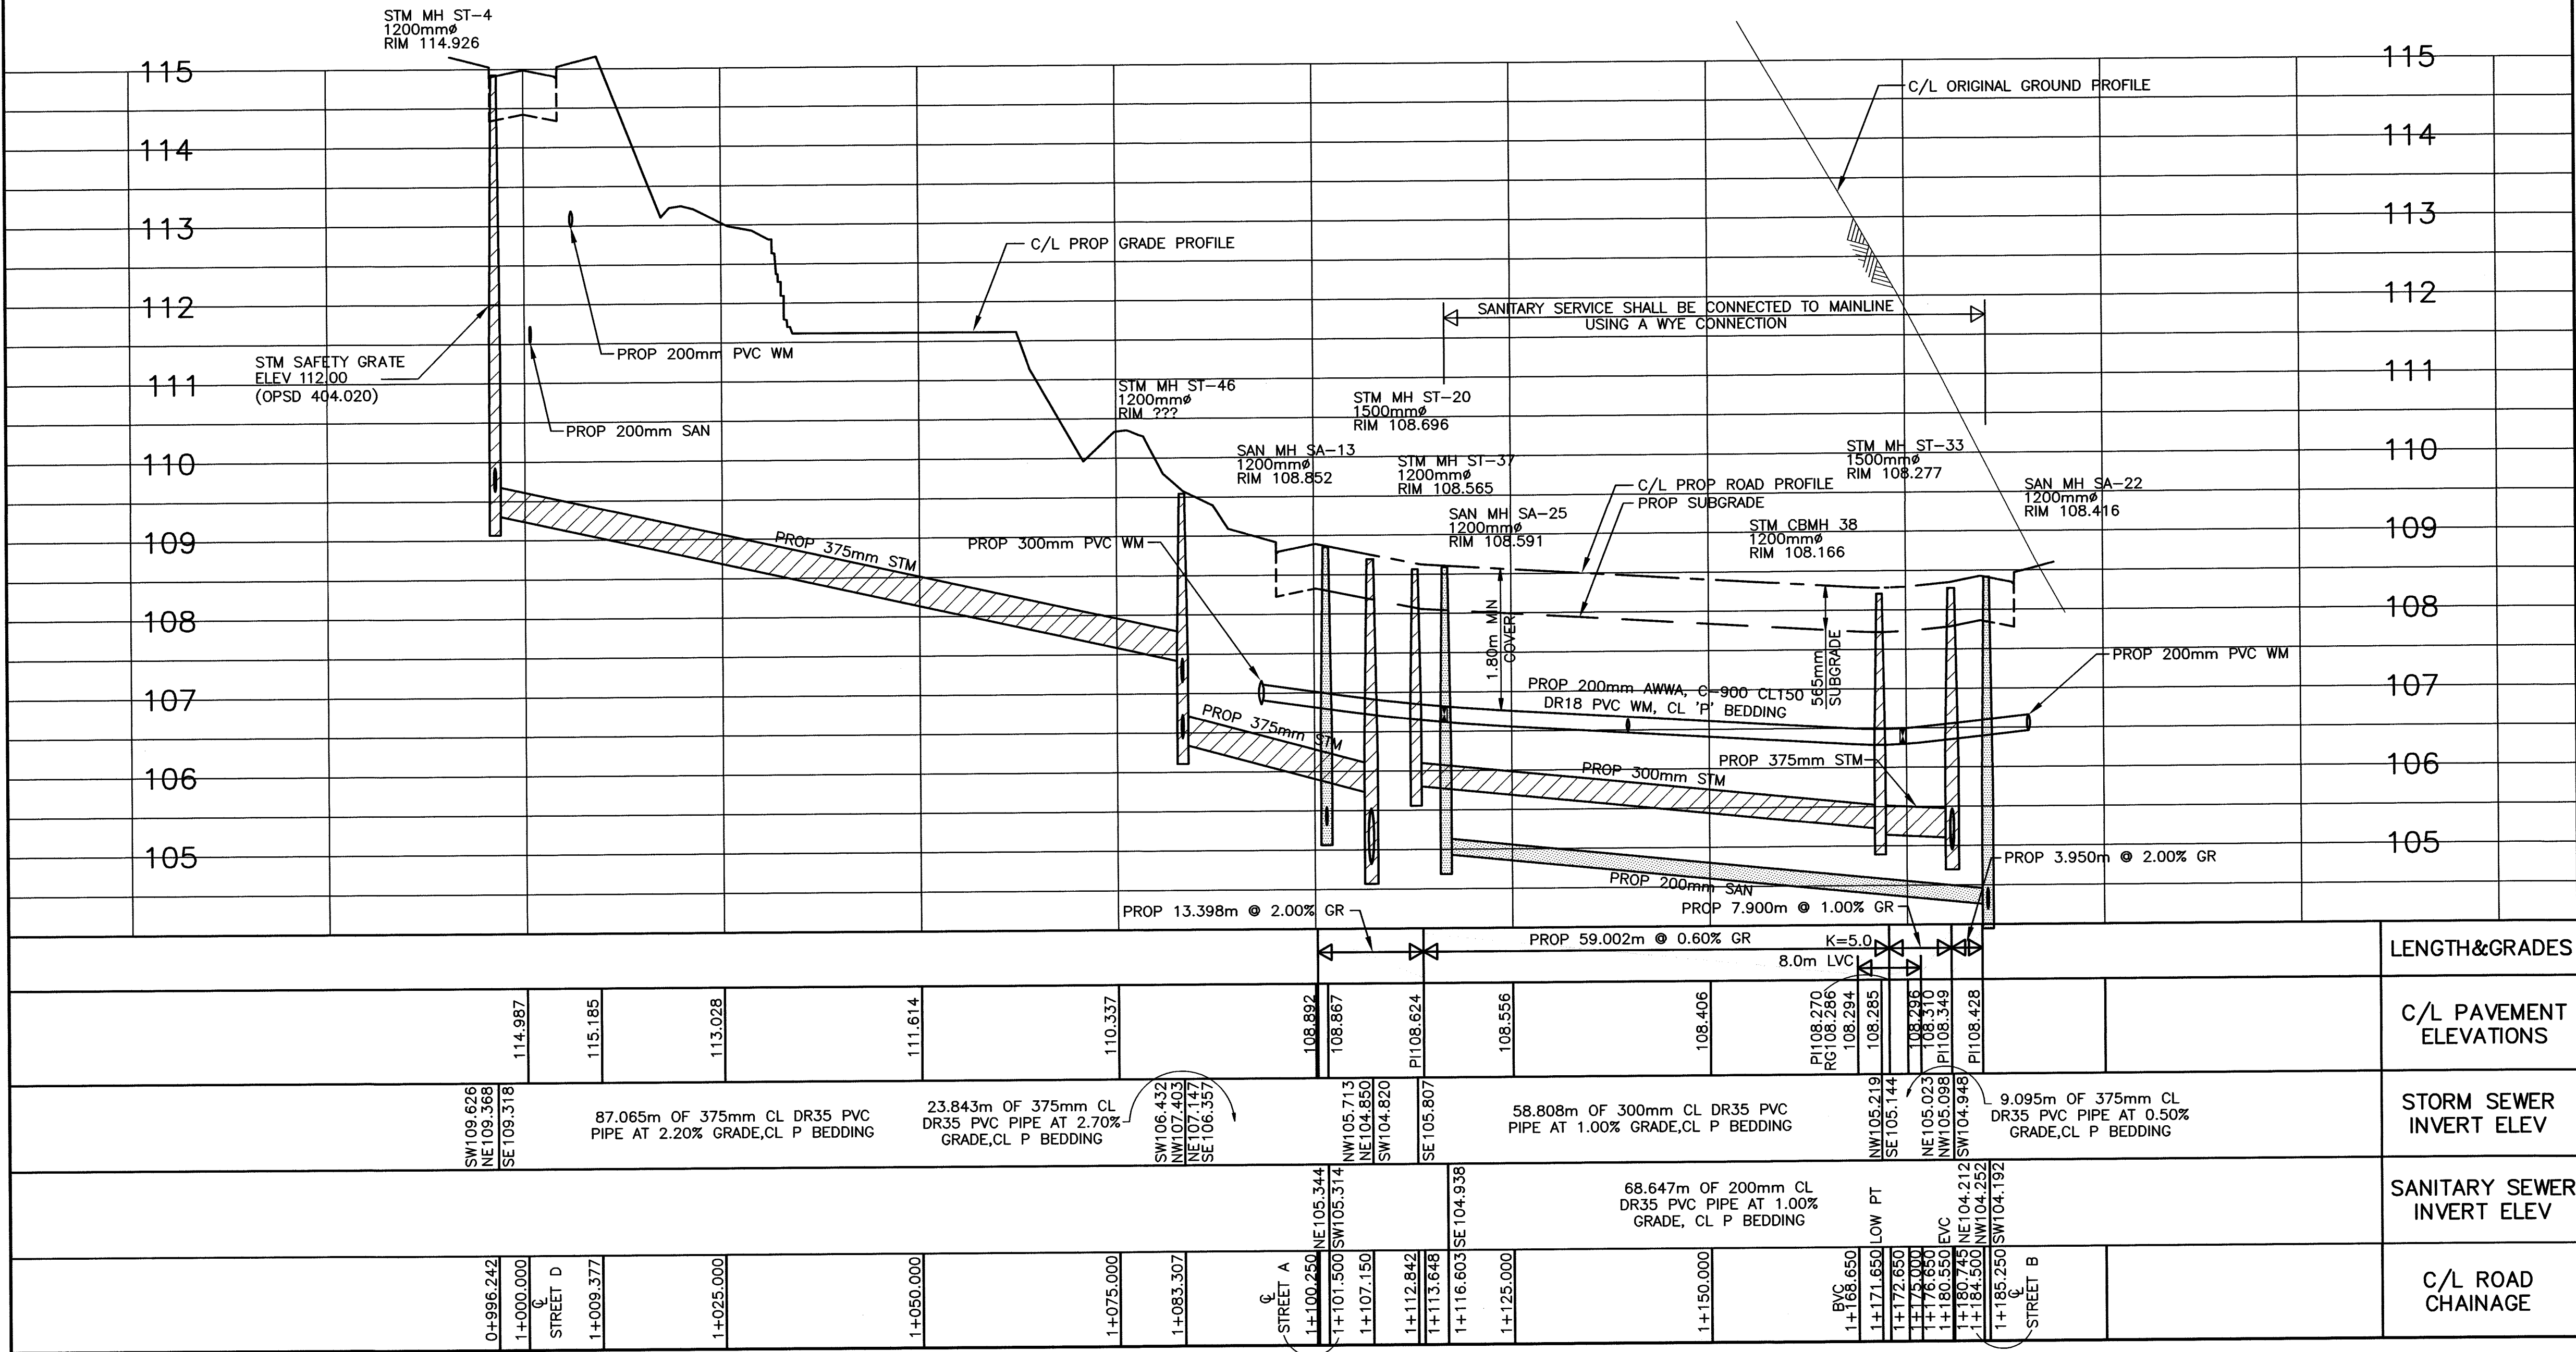 STM MH ST-4
1200mmø
RIM 114.926
115
115
C/L ORIGINAL GROUND PROFILE
114
114
113
113
C/L PROP GRADE PROFILE
112
112
SANITARY SERVICE SHALL BE CONNECTED TO MAINLINE
USING A WYE CONNECTION
PROP 200mm PVC WM
STM SAFETY GRATE
ELEV 112.00
(OPSD 404.020)
111
111
STM MH ST-46
1200mmø
RIM ???
STM MH ST-20
1500mmø
RIM 108.696
PROP 200mm SAN
110
110
SAN MH SA-13
1200mmø
RIM 108.852
STM MH ST-37
1200mmø
RIM 108.565
STM MH ST-33
1500mmø
RIM 108.277
C/L PROP ROAD PROFILE
PROP SUBGRADE
SAN MH SA-22
1200mmø
RIM 108.416
SAN MH SA-25
1200mmø
RIM 108.591
STM CBMH 38
1200mmø
RIM 108.166
109
109
PROP 375mm STM
PROP 300mm PVC WM
108
108
1.80m MIN
COVER
565mm
SUBGRADE
PROP 200mm PVC WM
107
107
PROP 200mm AWWA, C-900 CL150
DR18 PVC WM, CL 'P' BEDDING
PROP 375mm STM
106
106
PROP 300mm STM
PROP 375mm STM
105
105
PROP 3.950m @ 2.00% GR
PROP 200mm SAN
PROP 13.398m @ 2.00% GR
PROP 7.900m @ 1.00% GR
PROP 59.002m @ 0.60% GR
K=5.0
8.0m LVC
LENGTH&GRADES
114.987
115.185
113.028
111.614
110.337
108.892
108.867
PI108.624
108.556
108.406
PI108.270
RG108.286
108.294
108.285
108.296
108.310
PI108.349
PI108.428
C/L PAVEMENT
ELEVATIONS
SW109.626
NE109.368
SE109.318
87.065m OF 375mm CL DR35 PVC
PIPE AT 2.20% GRADE,CL P BEDDING
23.843m OF 375mm CL
DR35 PVC PIPE AT 2.70%
GRADE,CL P BEDDING
SW106.432
NW107.403
NE107.147
SE106.357
NW105.713
NE104.850
SW104.820
SE105.807
58.808m OF 300mm CL DR35 PVC
PIPE AT 1.00% GRADE,CL P BEDDING
NW105.219
SE105.144
NE105.023
NW105.098
SW104.948
9.095m OF 375mm CL
DR35 PVC PIPE AT 0.50%
GRADE,CL P BEDDING
STORM SEWER
INVERT ELEV
NE105.344
SW105.314
SE104.938
68.647m OF 200mm CL
DR35 PVC PIPE AT 1.00%
GRADE, CL P BEDDING
NE104.212
NW104.252
SW104.192
SANITARY SEWER
INVERT ELEV
0+996.242
1+000.000
℄
STREET D
1+009.377
1+025.000
1+050.000
1+075.000
1+083.307
℄
STREET A
1+100.250
1+101.500
1+107.150
1+112.842
1+113.648
1+116.603
1+125.000
1+150.000
BVC
1+168.650
1+171.650 LOW PT
1+172.650
1+175.000
1+176.650
1+180.550 EVC
1+180.745
1+184.500
1+185.250
℄
STREET B
C/L ROAD
CHAINAGE